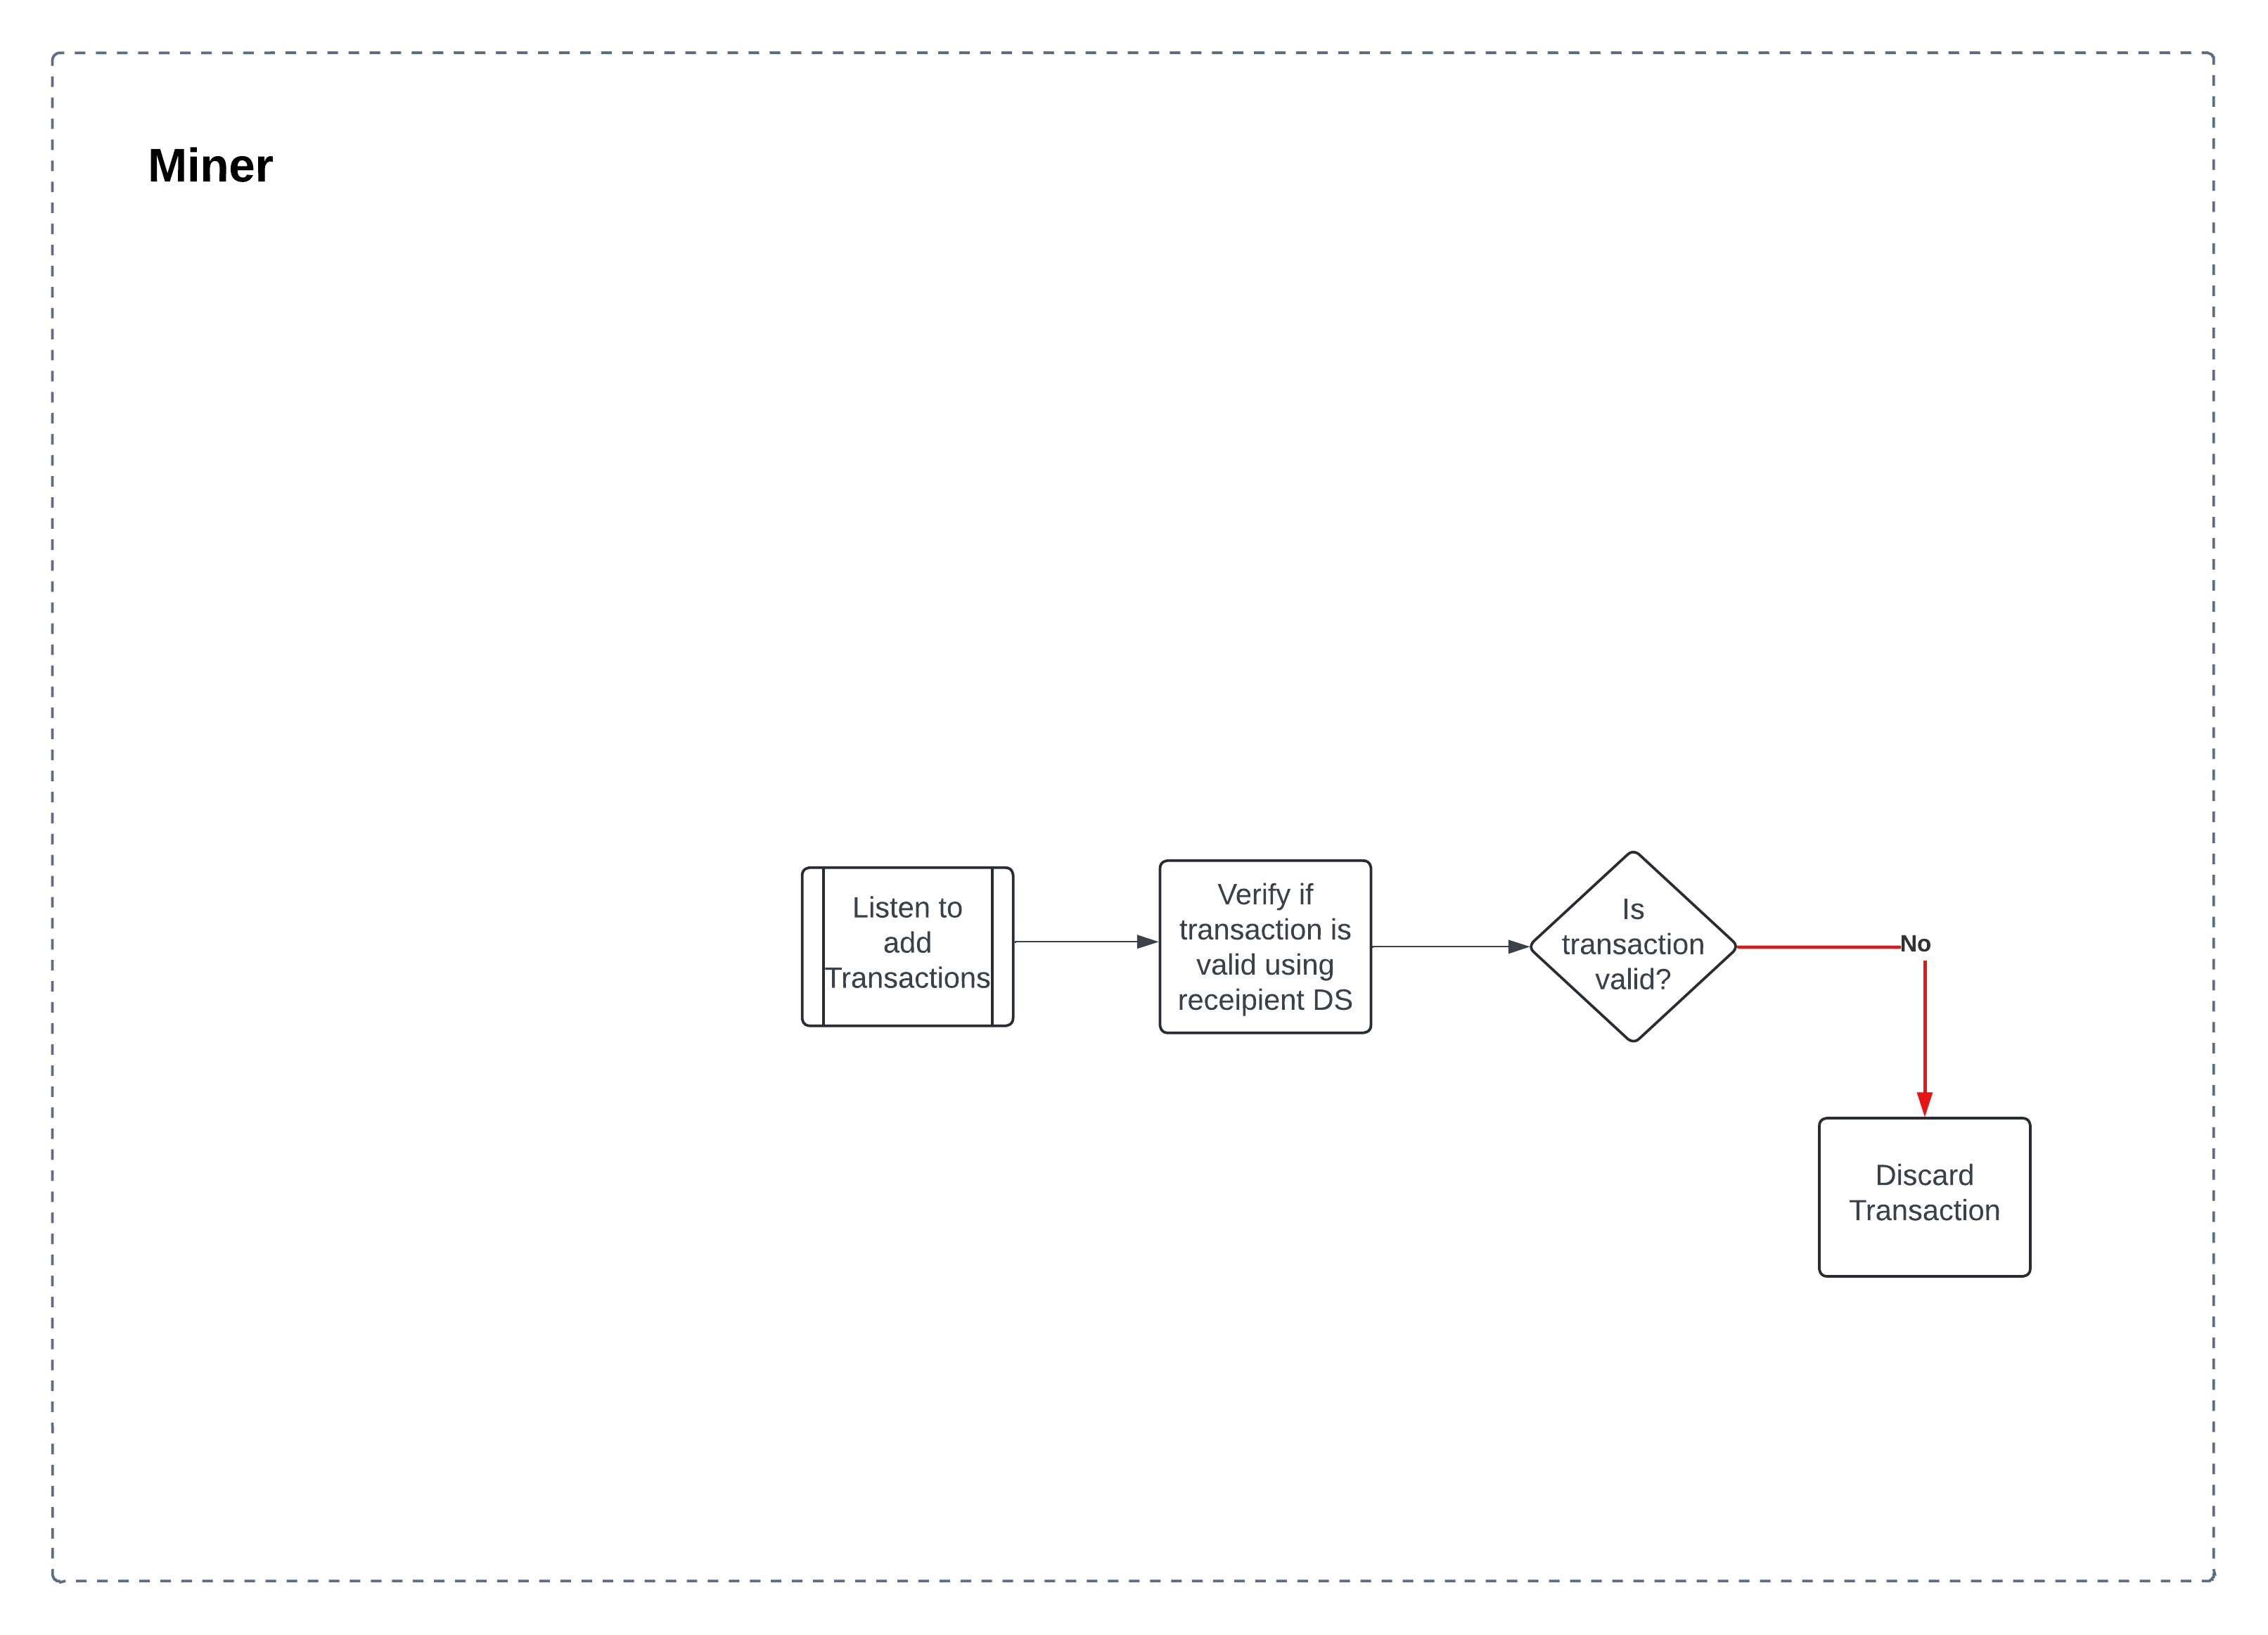 Miner
Listen to
add
Transactions
Verify if
transaction is
valid using
receipient DS
Is
transaction
valid?
No
Discard
Transaction